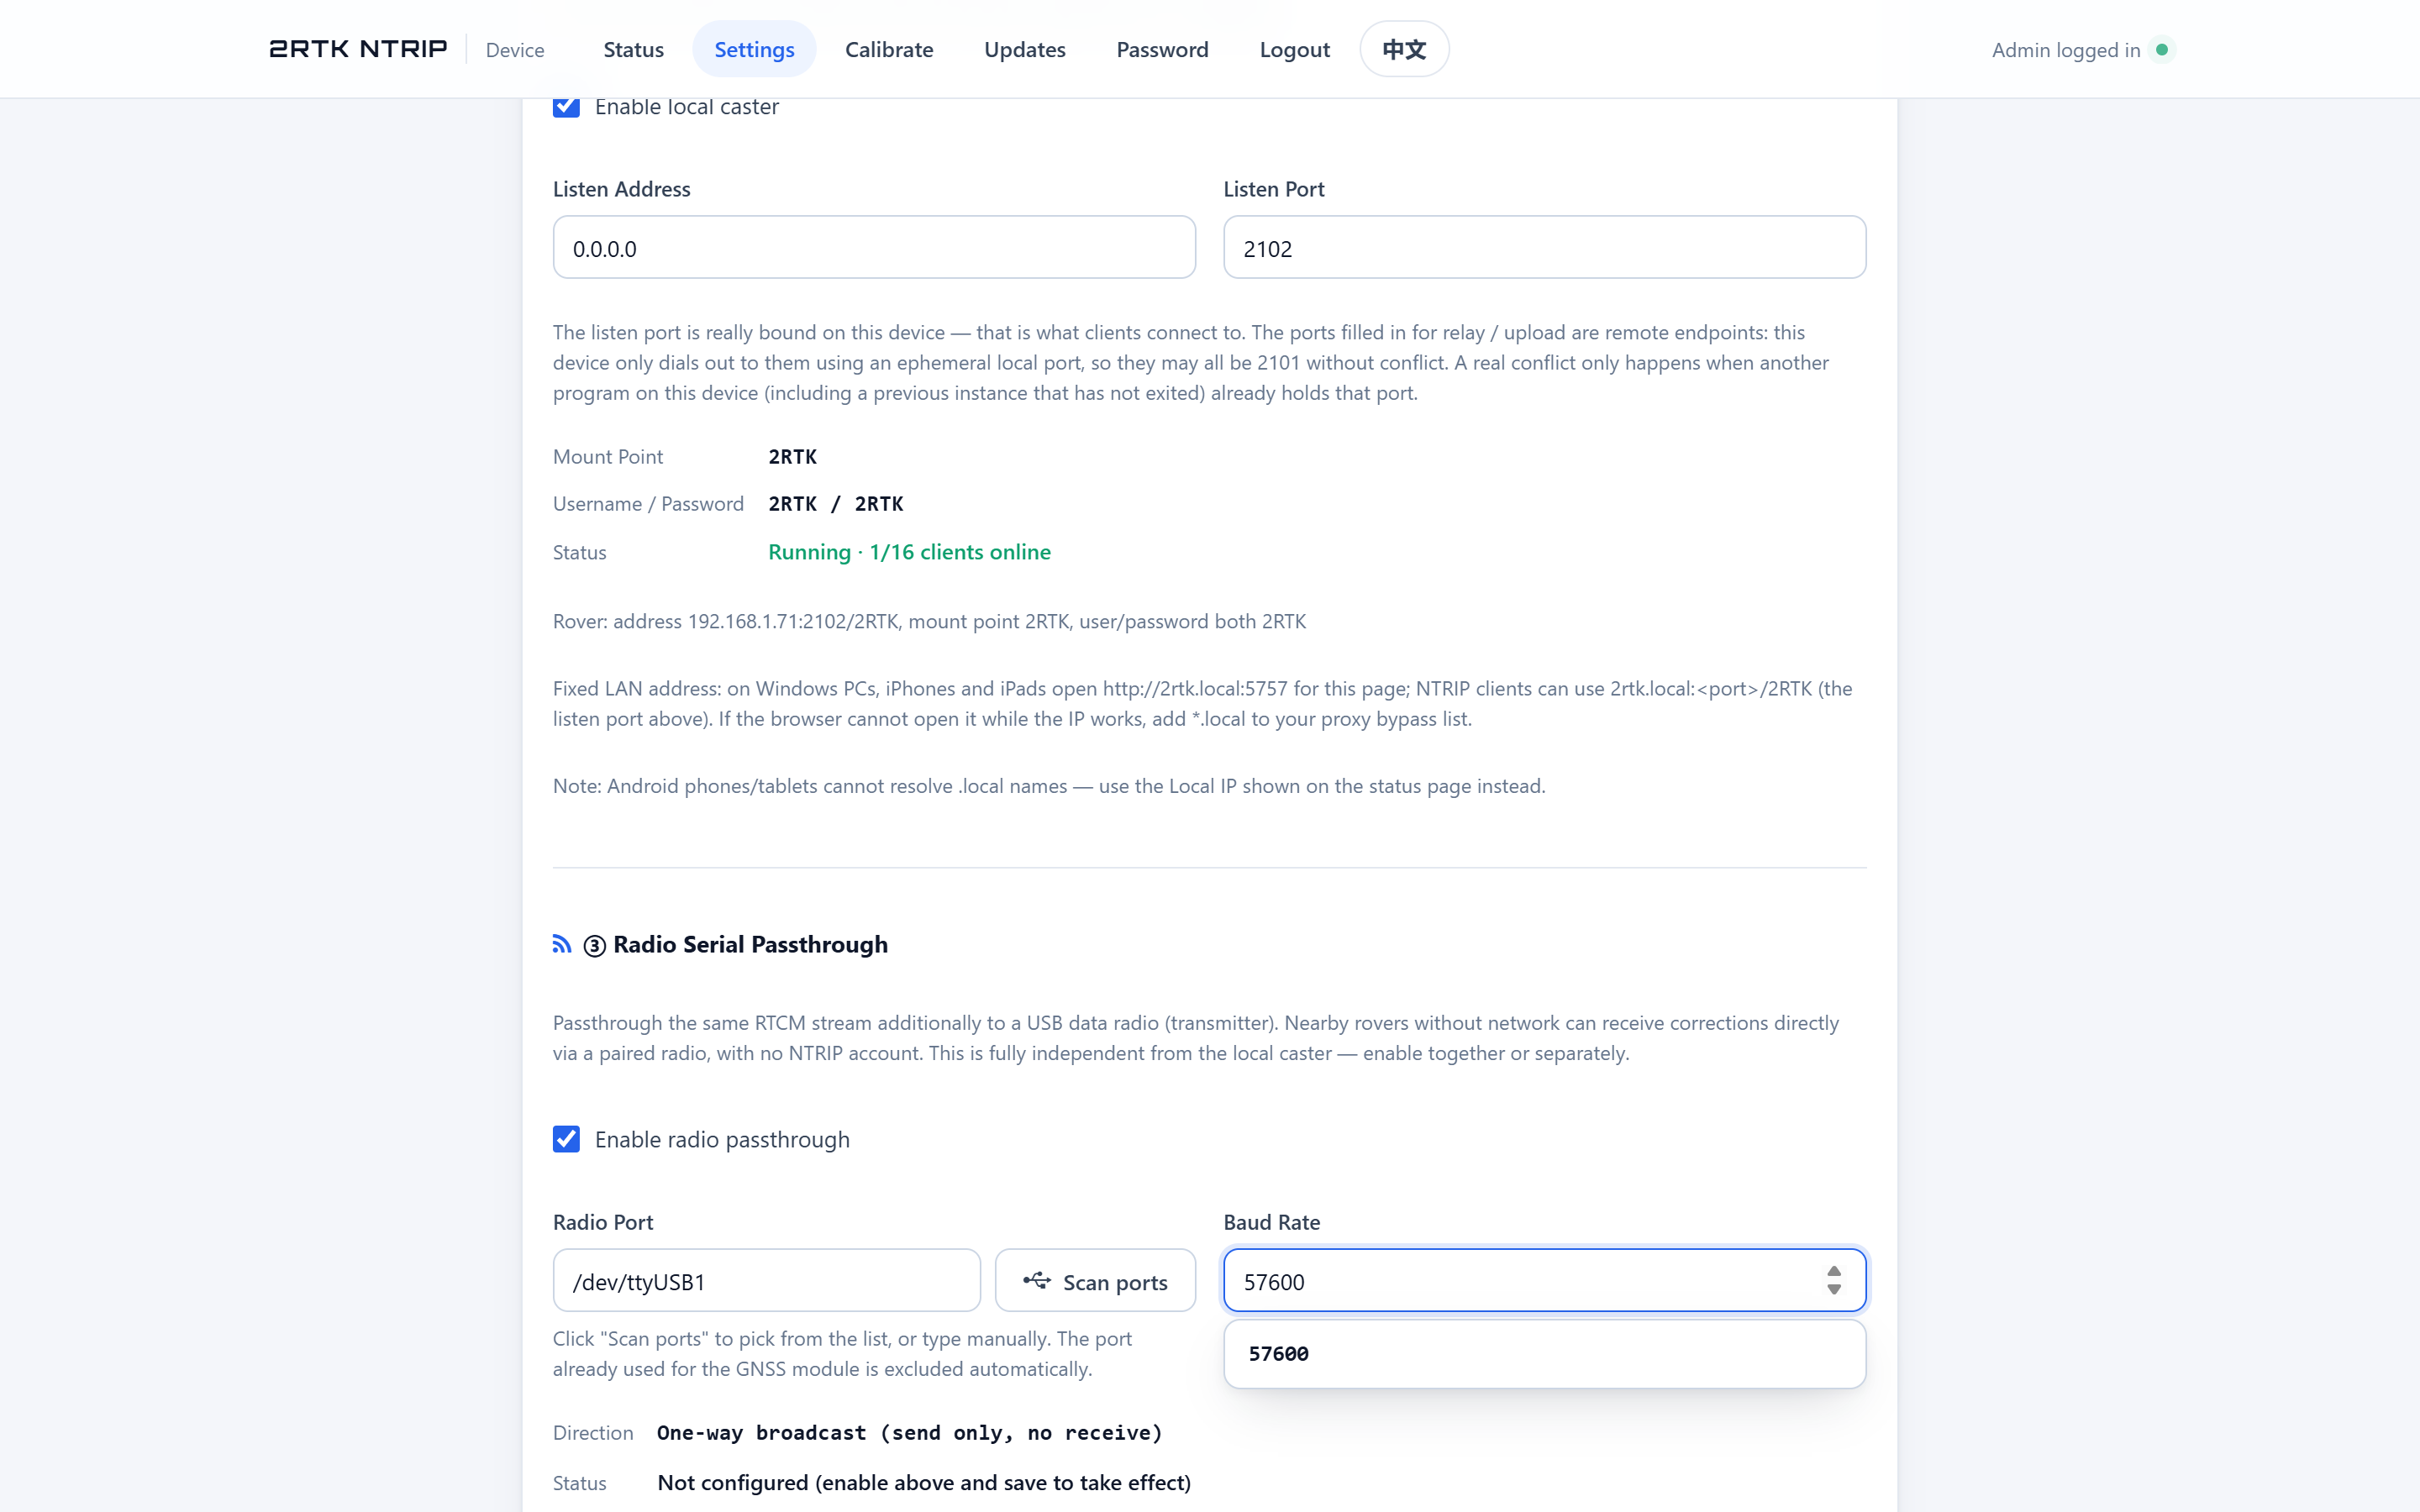 2RTK NTRIP Device Status Settings Calibrate Updates Password Logout 中文 Admin logged in
Enable local caster
Listen Address Listen Port
0.0.0.0 2102
The listen port is really bound on this device — that is what clients connect to. The ports filled in for relay / upload are remote endpoints: this
device only dials out to them using an ephemeral local port, so they may all be 2101 without conflict. A real conflict only happens when another
program on this device (including a previous instance that has not exited) already holds that port.
Mount Point 2RTK
Username / Password 2RTK / 2RTK
Status Running · 1/16 clients online
Rover: address 192.168.1.71:2102/2RTK, mount point 2RTK, user/password both 2RTK
Fixed LAN address: on Windows PCs, iPhones and iPads open http://2rtk.local:5757 for this page; NTRIP clients can use 2rtk.local:<port>/2RTK (the
listen port above). If the browser cannot open it while the IP works, add *.local to your proxy bypass list.
Note: Android phones/tablets cannot resolve .local names — use the Local IP shown on the status page instead.
③ Radio Serial Passthrough
Passthrough the same RTCM stream additionally to a USB data radio (transmitter). Nearby rovers without network can receive corrections directly
via a paired radio, with no NTRIP account. This is fully independent from the local caster — enable together or separately.
Enable radio passthrough
Radio Port Baud Rate
/dev/ttyUSB1 Scan ports 57600
Click "Scan ports" to pick from the list, or type manually. The port
already used for the GNSS module is excluded automatically.
57600
Direction One-way broadcast (send only, no receive)
Status Not configured (enable above and save to take effect)